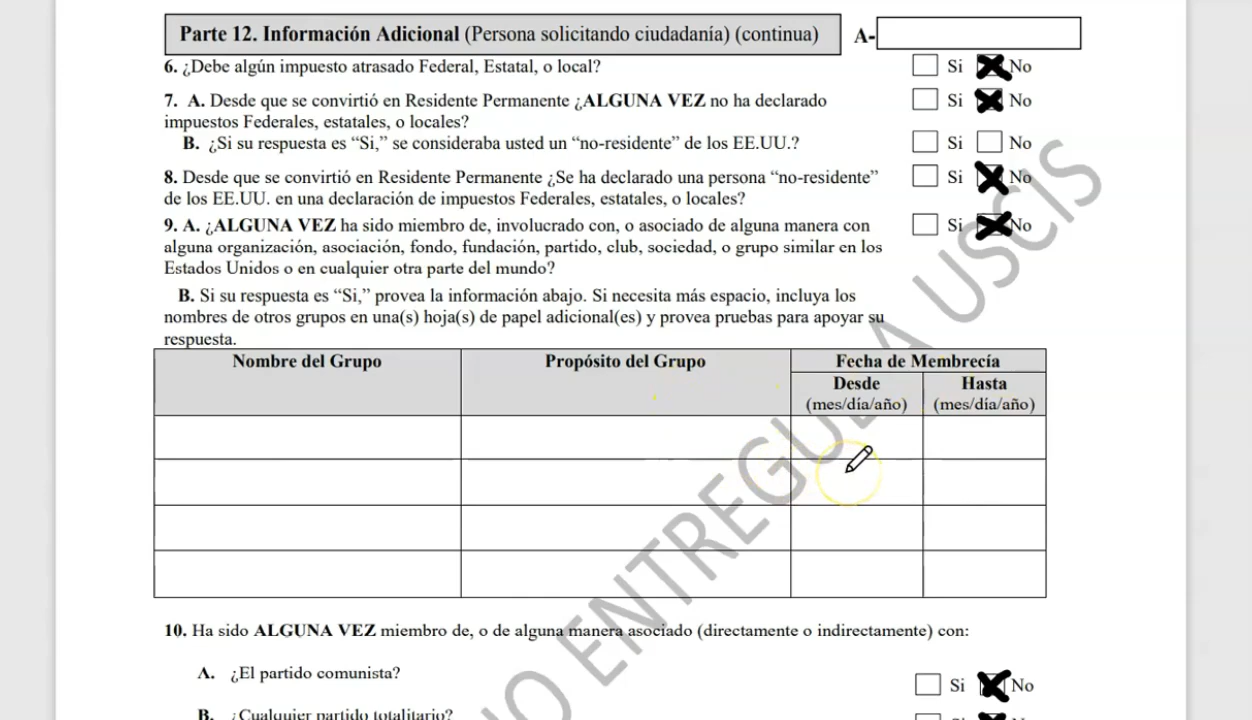 Parte 12. Información Adicional (Persona solicitando ciudadanía) (continua) A-
6. ¿Debe algún impuesto atrasado Federal, Estatal, o local? Si No
7. A. Desde que se convirtió en Residente Permanente ¿ALGUNA VEZ no ha declarado Si No
impuestos Federales, estatales, o locales?
B. ¿Si su respuesta es “Si,” se consideraba usted un “no-residente” de los EE.UU.? Si No
8. Desde que se convirtió en Residente Permanente ¿Se ha declarado una persona “no-residente” Si No
de los EE.UU. en una declaración de impuestos Federales, estatales, o locales?
9. A. ¿ALGUNA VEZ ha sido miembro de, involucrado con, o asociado de alguna manera con Si No
alguna organización, asociación, fondo, fundación, partido, club, sociedad, o grupo similar en los
Estados Unidos o en cualquier otra parte del mundo?
B. Si su respuesta es “Si,” provea la información abajo. Si necesita más espacio, incluya los
nombres de otros grupos en una(s) hoja(s) de papel adicional(es) y provea pruebas para apoyar su
respuesta.
Nombre del Grupo Propósito del Grupo Fecha de Membrecía
Desde Hasta
(mes/día/año) (mes/día/año)
10. Ha sido ALGUNA VEZ miembro de, o de alguna manera asociado (directamente o indirectamente) con:
A. ¿El partido comunista? Si No
B. ¿Cualquier partido totalitario?
NO ENTREGUE A USCIS